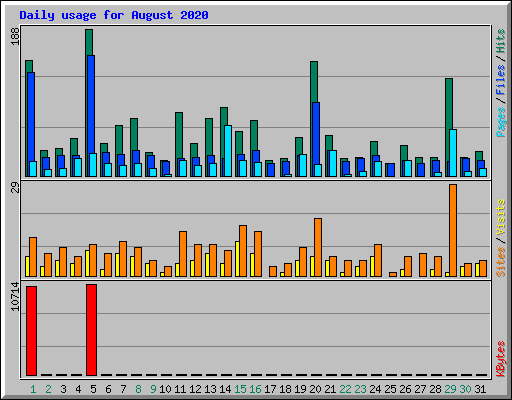 Daily usage for August 2020
188
Pages / Files / Hits
29
Sites / Visits
10714
KBytes
1 2 3 4 5 6 7 8 9 10 11 12 13 14 15 16 17 18 19 20 21 22 23 24 25 26 27 28 29 30 31